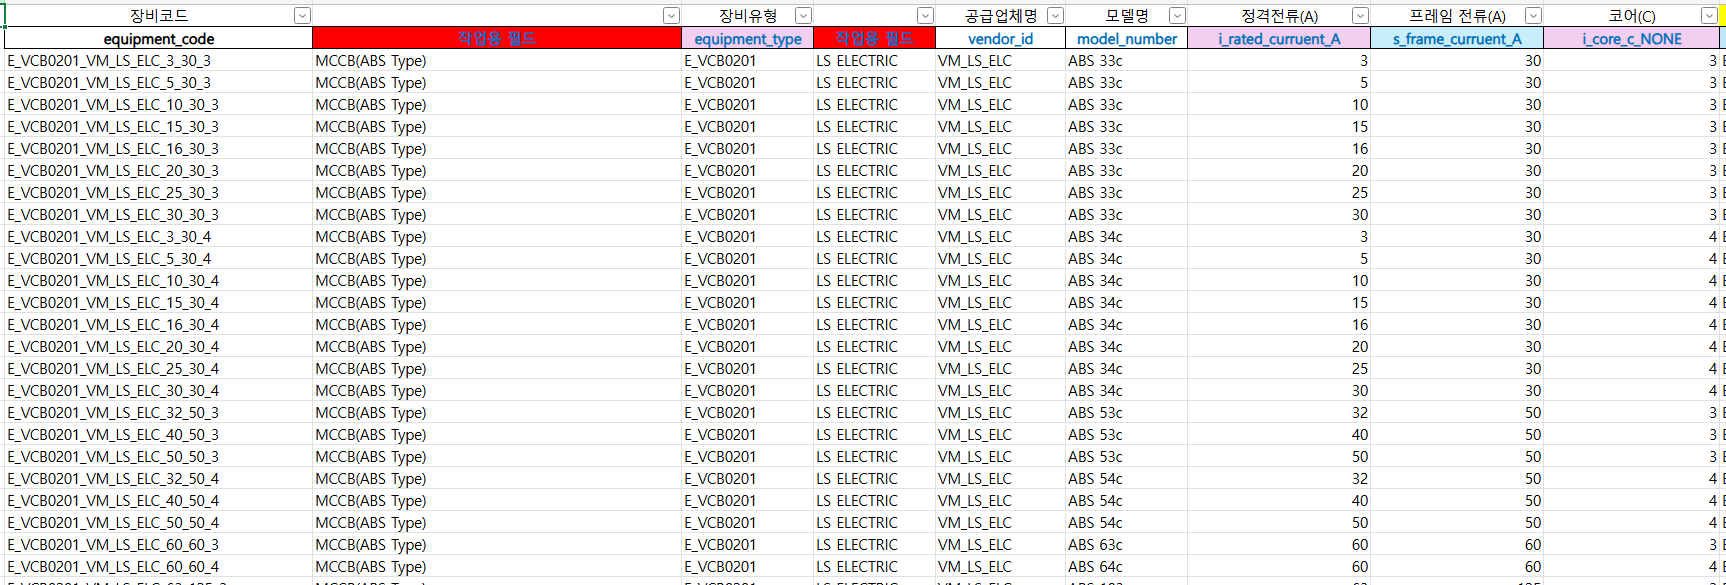 장비코드 장비유형 공급업체명 모델명 정격전류(A) 프레임 전류(A) 코어(C)
equipment_code 작업용 필드 equipment_type 작업용 필드 vendor_id model_number i_rated_curruent_A s_frame_curruent_A i_core_c_NONE
E_VCB0201_VM_LS_ELC_3_30_3 MCCB(ABS Type) E_VCB0201 LS ELECTRIC VM_LS_ELC ABS 33c 3 30 3
E_VCB0201_VM_LS_ELC_5_30_3 MCCB(ABS Type) E_VCB0201 LS ELECTRIC VM_LS_ELC ABS 33c 5 30 3
E_VCB0201_VM_LS_ELC_10_30_3 MCCB(ABS Type) E_VCB0201 LS ELECTRIC VM_LS_ELC ABS 33c 10 30 3
E_VCB0201_VM_LS_ELC_15_30_3 MCCB(ABS Type) E_VCB0201 LS ELECTRIC VM_LS_ELC ABS 33c 15 30 3
E_VCB0201_VM_LS_ELC_16_30_3 MCCB(ABS Type) E_VCB0201 LS ELECTRIC VM_LS_ELC ABS 33c 16 30 3
E_VCB0201_VM_LS_ELC_20_30_3 MCCB(ABS Type) E_VCB0201 LS ELECTRIC VM_LS_ELC ABS 33c 20 30 3
E_VCB0201_VM_LS_ELC_25_30_3 MCCB(ABS Type) E_VCB0201 LS ELECTRIC VM_LS_ELC ABS 33c 25 30 3
E_VCB0201_VM_LS_ELC_30_30_3 MCCB(ABS Type) E_VCB0201 LS ELECTRIC VM_LS_ELC ABS 33c 30 30 3
E_VCB0201_VM_LS_ELC_3_30_4 MCCB(ABS Type) E_VCB0201 LS ELECTRIC VM_LS_ELC ABS 34c 3 30 4
E_VCB0201_VM_LS_ELC_5_30_4 MCCB(ABS Type) E_VCB0201 LS ELECTRIC VM_LS_ELC ABS 34c 5 30 4
E_VCB0201_VM_LS_ELC_10_30_4 MCCB(ABS Type) E_VCB0201 LS ELECTRIC VM_LS_ELC ABS 34c 10 30 4
E_VCB0201_VM_LS_ELC_15_30_4 MCCB(ABS Type) E_VCB0201 LS ELECTRIC VM_LS_ELC ABS 34c 15 30 4
E_VCB0201_VM_LS_ELC_16_30_4 MCCB(ABS Type) E_VCB0201 LS ELECTRIC VM_LS_ELC ABS 34c 16 30 4
E_VCB0201_VM_LS_ELC_20_30_4 MCCB(ABS Type) E_VCB0201 LS ELECTRIC VM_LS_ELC ABS 34c 20 30 4
E_VCB0201_VM_LS_ELC_25_30_4 MCCB(ABS Type) E_VCB0201 LS ELECTRIC VM_LS_ELC ABS 34c 25 30 4
E_VCB0201_VM_LS_ELC_30_30_4 MCCB(ABS Type) E_VCB0201 LS ELECTRIC VM_LS_ELC ABS 34c 30 30 4
E_VCB0201_VM_LS_ELC_32_50_3 MCCB(ABS Type) E_VCB0201 LS ELECTRIC VM_LS_ELC ABS 53c 32 50 3
E_VCB0201_VM_LS_ELC_40_50_3 MCCB(ABS Type) E_VCB0201 LS ELECTRIC VM_LS_ELC ABS 53c 40 50 3
E_VCB0201_VM_LS_ELC_50_50_3 MCCB(ABS Type) E_VCB0201 LS ELECTRIC VM_LS_ELC ABS 53c 50 50 3
E_VCB0201_VM_LS_ELC_32_50_4 MCCB(ABS Type) E_VCB0201 LS ELECTRIC VM_LS_ELC ABS 54c 32 50 4
E_VCB0201_VM_LS_ELC_40_50_4 MCCB(ABS Type) E_VCB0201 LS ELECTRIC VM_LS_ELC ABS 54c 40 50 4
E_VCB0201_VM_LS_ELC_50_50_4 MCCB(ABS Type) E_VCB0201 LS ELECTRIC VM_LS_ELC ABS 54c 50 50 4
E_VCB0201_VM_LS_ELC_60_60_3 MCCB(ABS Type) E_VCB0201 LS ELECTRIC VM_LS_ELC ABS 63c 60 60 3
E_VCB0201_VM_LS_ELC_60_60_4 MCCB(ABS Type) E_VCB0201 LS ELECTRIC VM_LS_ELC ABS 64c 60 60 4